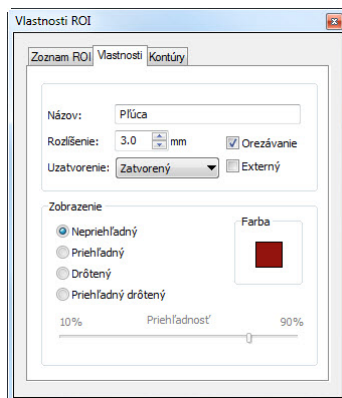 Vlastnosti ROI
Zoznam ROI Vlastnosti Kontúry
Názov: Pľúca
Rozlíšenie: 3.0 mm Orezávanie
Uzatvorenie: Zatvorený Externý
Zobrazenie
Farba
Nepriehľadný
Priehľadný
Drôtený
Priehľadný drôtený
10% Priehľadnosť 90%